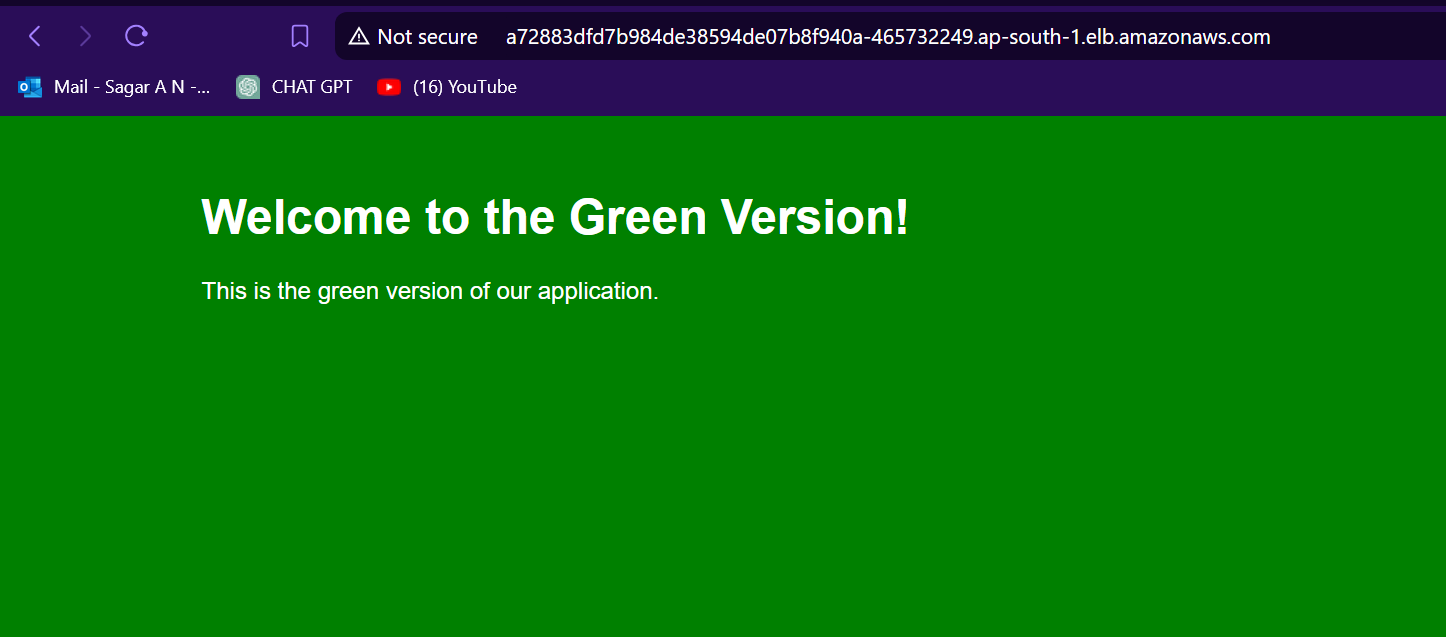 Not secure a72883dfd7b984de38594de07b8f940a-465732249.ap-south-1.elb.amazonaws.com
Mail - Sagar A N -... CHAT GPT (16) YouTube
Welcome to the Green Version!
This is the green version of our application.